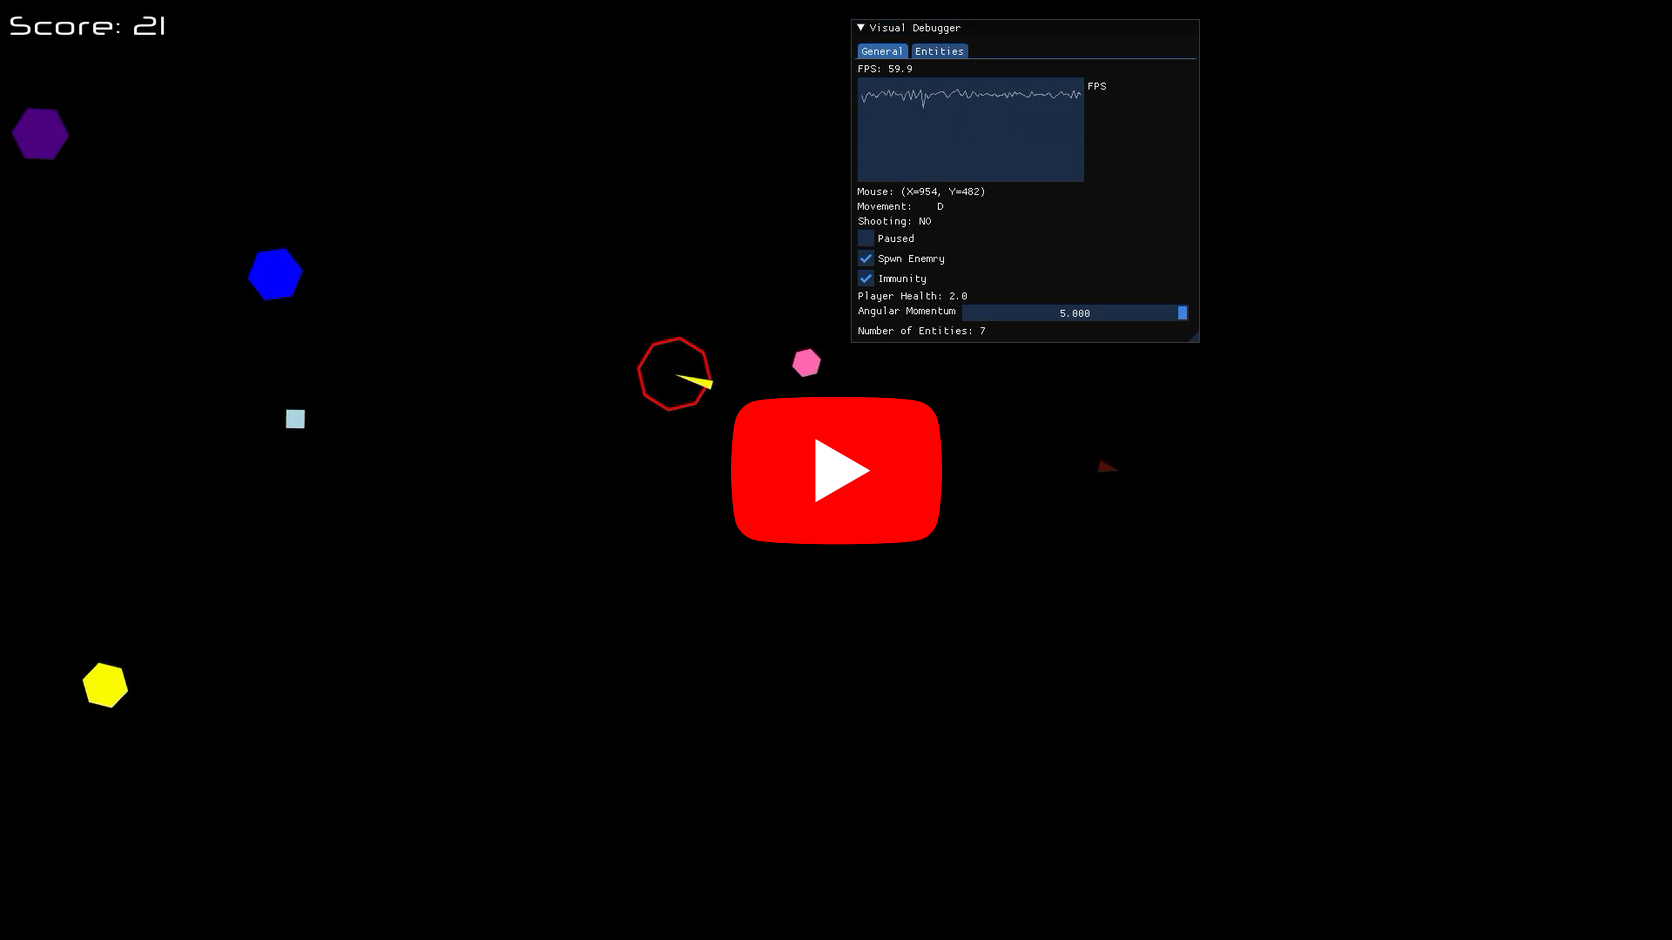 Score: 21
Visual Debugger
General Entities
FPS: 59.9
FPS
Mouse: (X=954, Y=482)
Movement: D
Shooting: NO
Paused
Spwn Enemry
Immunity
Player Health: 2.0
Angular Momentum 5.000
Number of Entities: 7